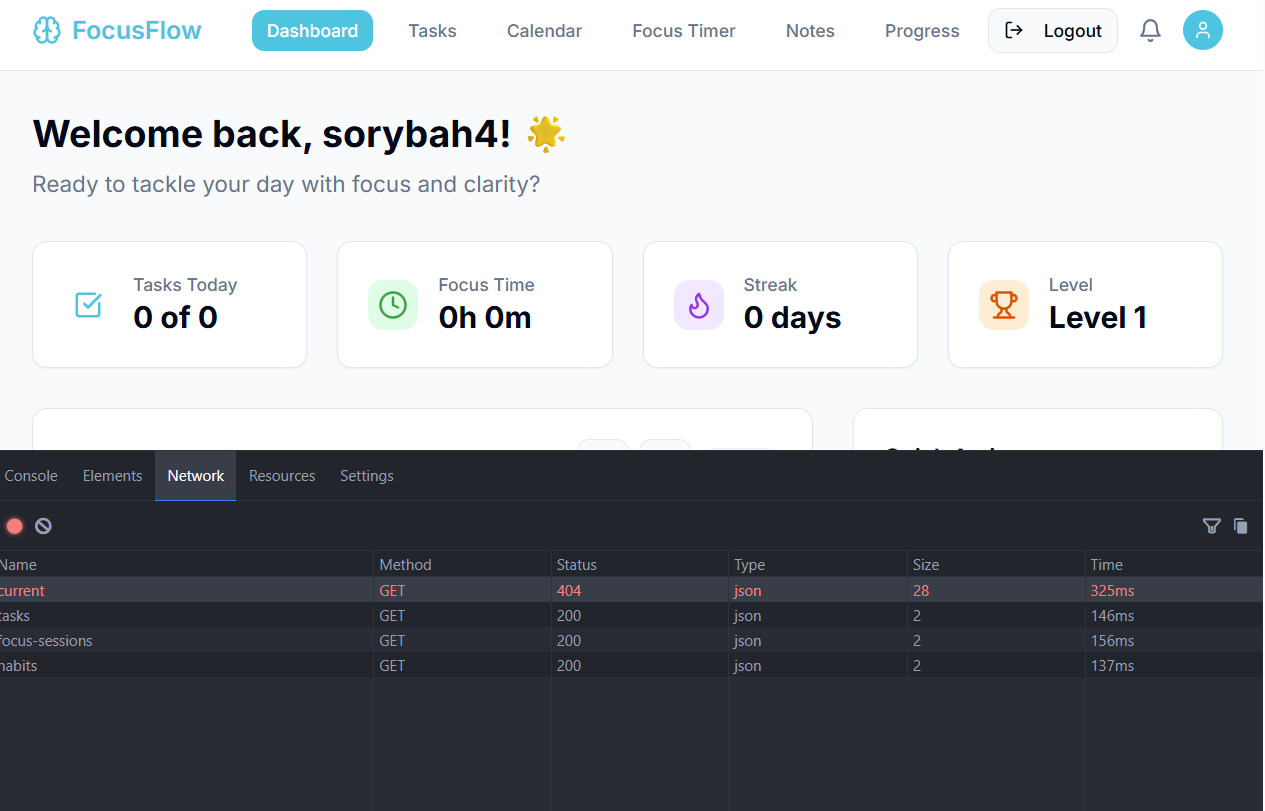 FocusFlow Dashboard Tasks Calendar Focus Timer Notes Progress Logout
Welcome back, sorybah4! 🌟
Ready to tackle your day with focus and clarity?
Tasks Today Focus Time Streak Level
0 of 0 0h 0m 0 days Level 1
Console Elements Network Resources Settings
Name Method Status Type Size Time
current GET 404 json 28 325ms
tasks GET 200 json 2 146ms
focus-sessions GET 200 json 2 156ms
habits GET 200 json 2 137ms